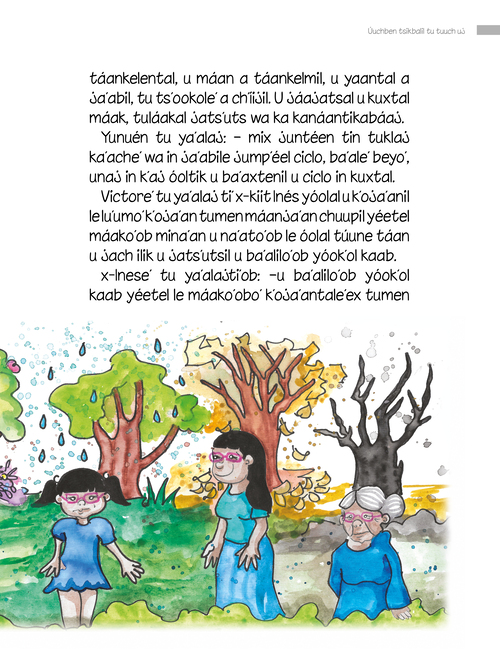 Úuchben tsikbalil tu tuuch uj
táankelental, u máan a táankelmil, u yaantal a
ja'abil, tu ts'ookole' a ch'íijil. U jáajatsal u kuxtal
máak, tuláakal jats'uts wa ka kanáantikabáaj.
Yunuén tu ya'alaj: – mix juntéen tin tuklaj
ka'ache' wa in ja'abile jump'éel ciclo, ba'ale' beyo',
unaj in k'aj óoltik u ba'axtenil u ciclo in kuxtal.
Victore' tu ya'alaj ti' x-kiit Inés yóolal u k'oja'anil
le lu'umo' k'oja'an tumen máanja'an chuupil yéetel
máako'ob mina'an u na'ato'ob le óolal túune táan
u jach ilik u jats'utsil u ba'alilo'ob yóok'ol kaab.
x-Inese' tu ya'alajti'ob: –u ba'alilo'ob yóok'ol
kaab yéetel le máako'obo' k'oja'antale'ex tumen